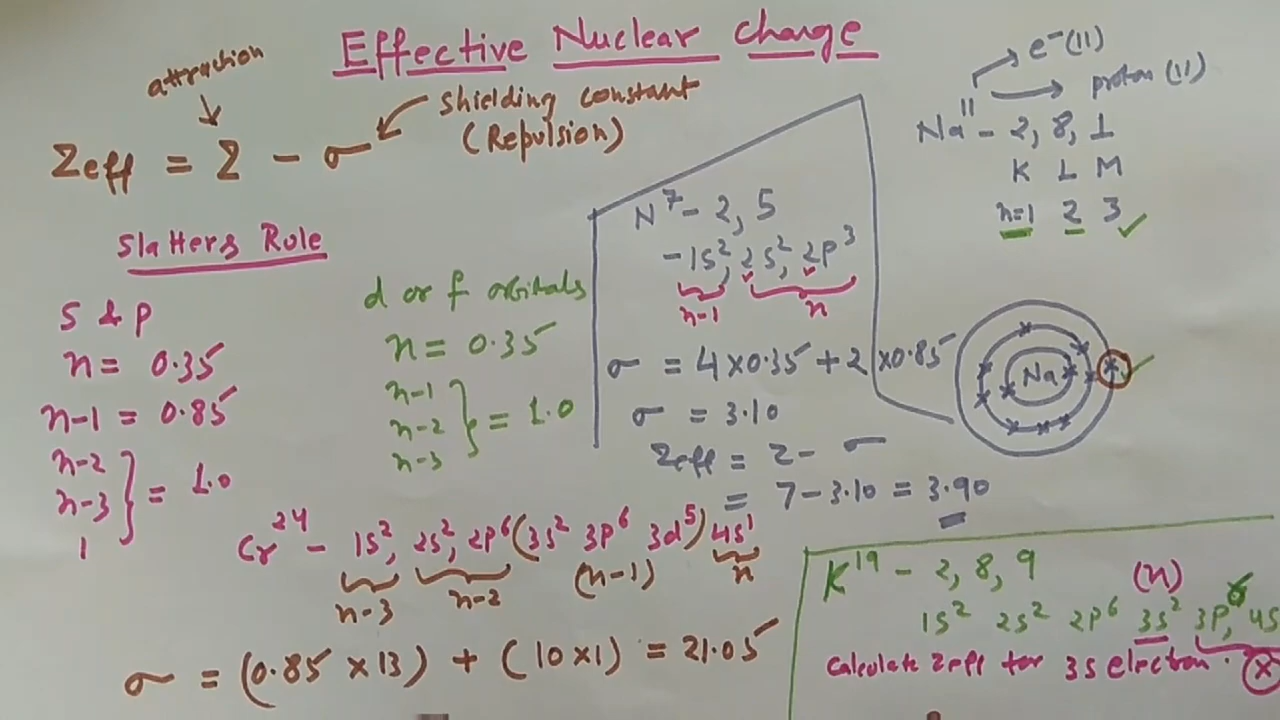 Effective Nuclear Charge
attraction
Shielding constant
(Repulsion)
Zeff = Z - σ
Slatters Role
S & P
n = 0.35
n-1 = 0.85
n-2
n-3
1
} = 1.0
d or f orbitals
n = 0.35
n-1
n-2
n-3
} = 1.0
N⁷ - 2, 5
- 1s², 2s², 2p³
n-1 n
σ = 4 × 0.35 + 2 × 0.85
σ = 3.10
Zeff = Z - σ
= 7 - 3.10 = 3.90
e⁻ (11)
proton (11)
Na¹¹ - 2, 8, 1
K L M
n=1 2 3 ✓
Na
Cr²⁴ - 1s², 2s², 2p⁶ (3s² 3p⁶ 3d⁵) 4s¹
n-3 n-2 (n-1) n
σ = (0.85 × 13) + (10×1) = 21.05
K¹⁹ - 2, 8, 9
(n)
1s² 2s² 2p⁶ 3s² 3p⁶, 4s
Calculate Zeff for 3s electron.